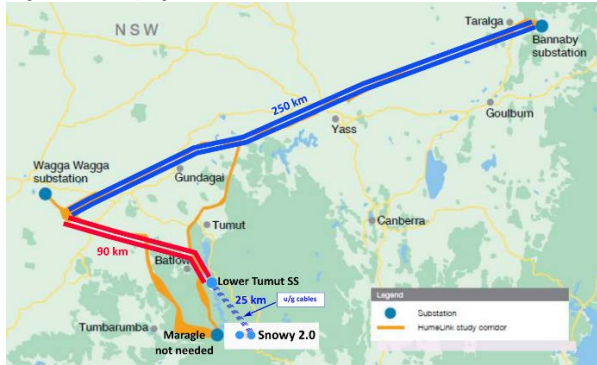 NSW
Taralga
Bannaby
substation
250 km
Goulburn
Yass
Wagga Wagga
substation
Gundagai
Canberra
Tumut
90 km
Batlow
Lower Tumut SS
25 km
u/g cables
Tumbarumba
Maragle
not needed
Snowy 2.0
Legend
Substation
HumeLink study corridor